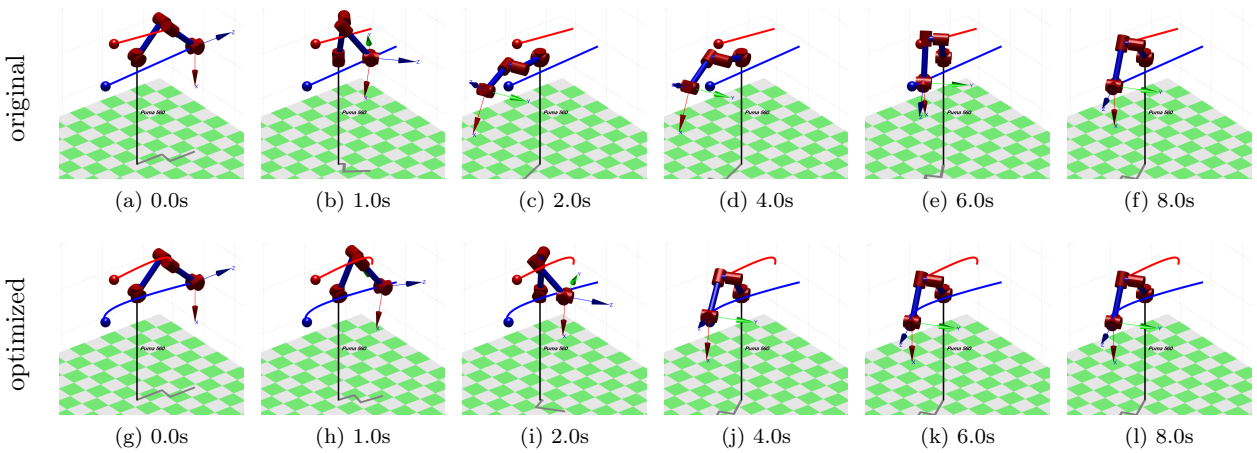 original
Puma 560 Puma 560 Puma 560 Puma 560 Puma 560 Puma 560
(a) 0.0s (b) 1.0s (c) 2.0s (d) 4.0s (e) 6.0s (f) 8.0s
optimized
Puma 560 Puma 560 Puma 560 Puma 560 Puma 560 Puma 560
(g) 0.0s (h) 1.0s (i) 2.0s (j) 4.0s (k) 6.0s (l) 8.0s